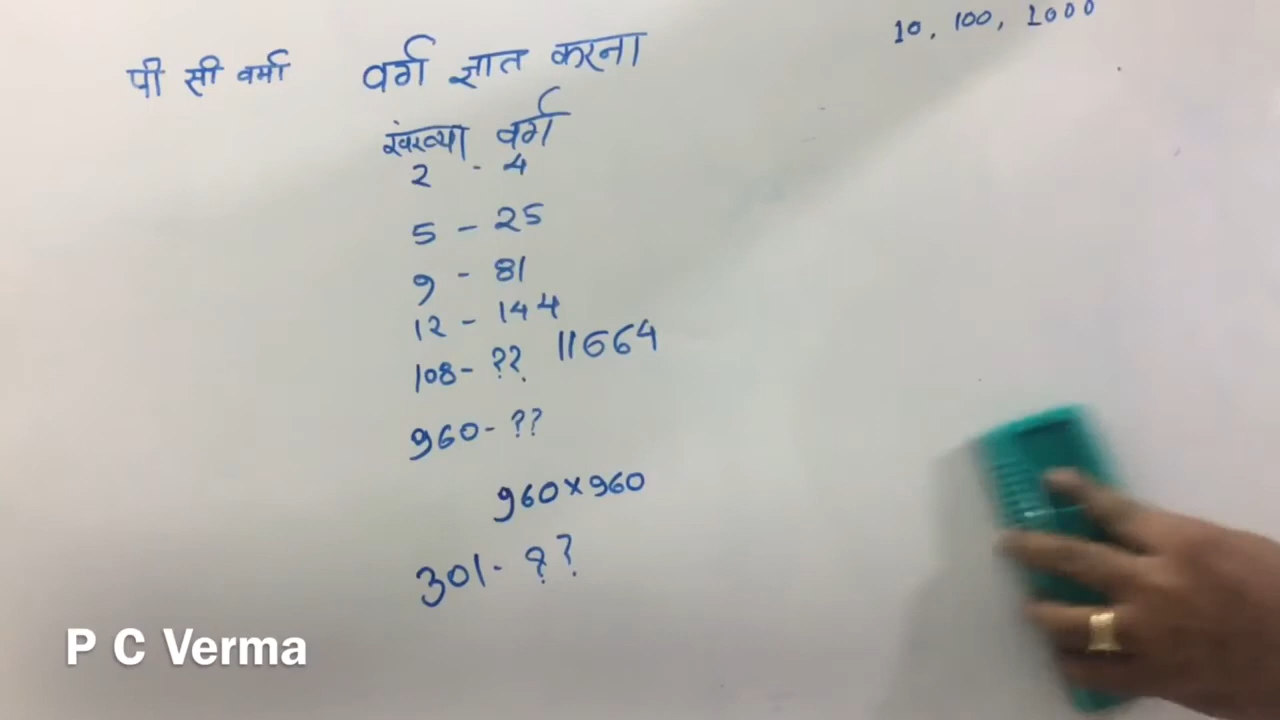 10, 100, 1000
पी सी वर्मा वर्ग ज्ञात करना
संख्या वर्ग
2 - 4
5 - 25
9 - 81
12 - 144
108 - ?? 11664
960 - ??
960×960
301 - ??
P C Verma